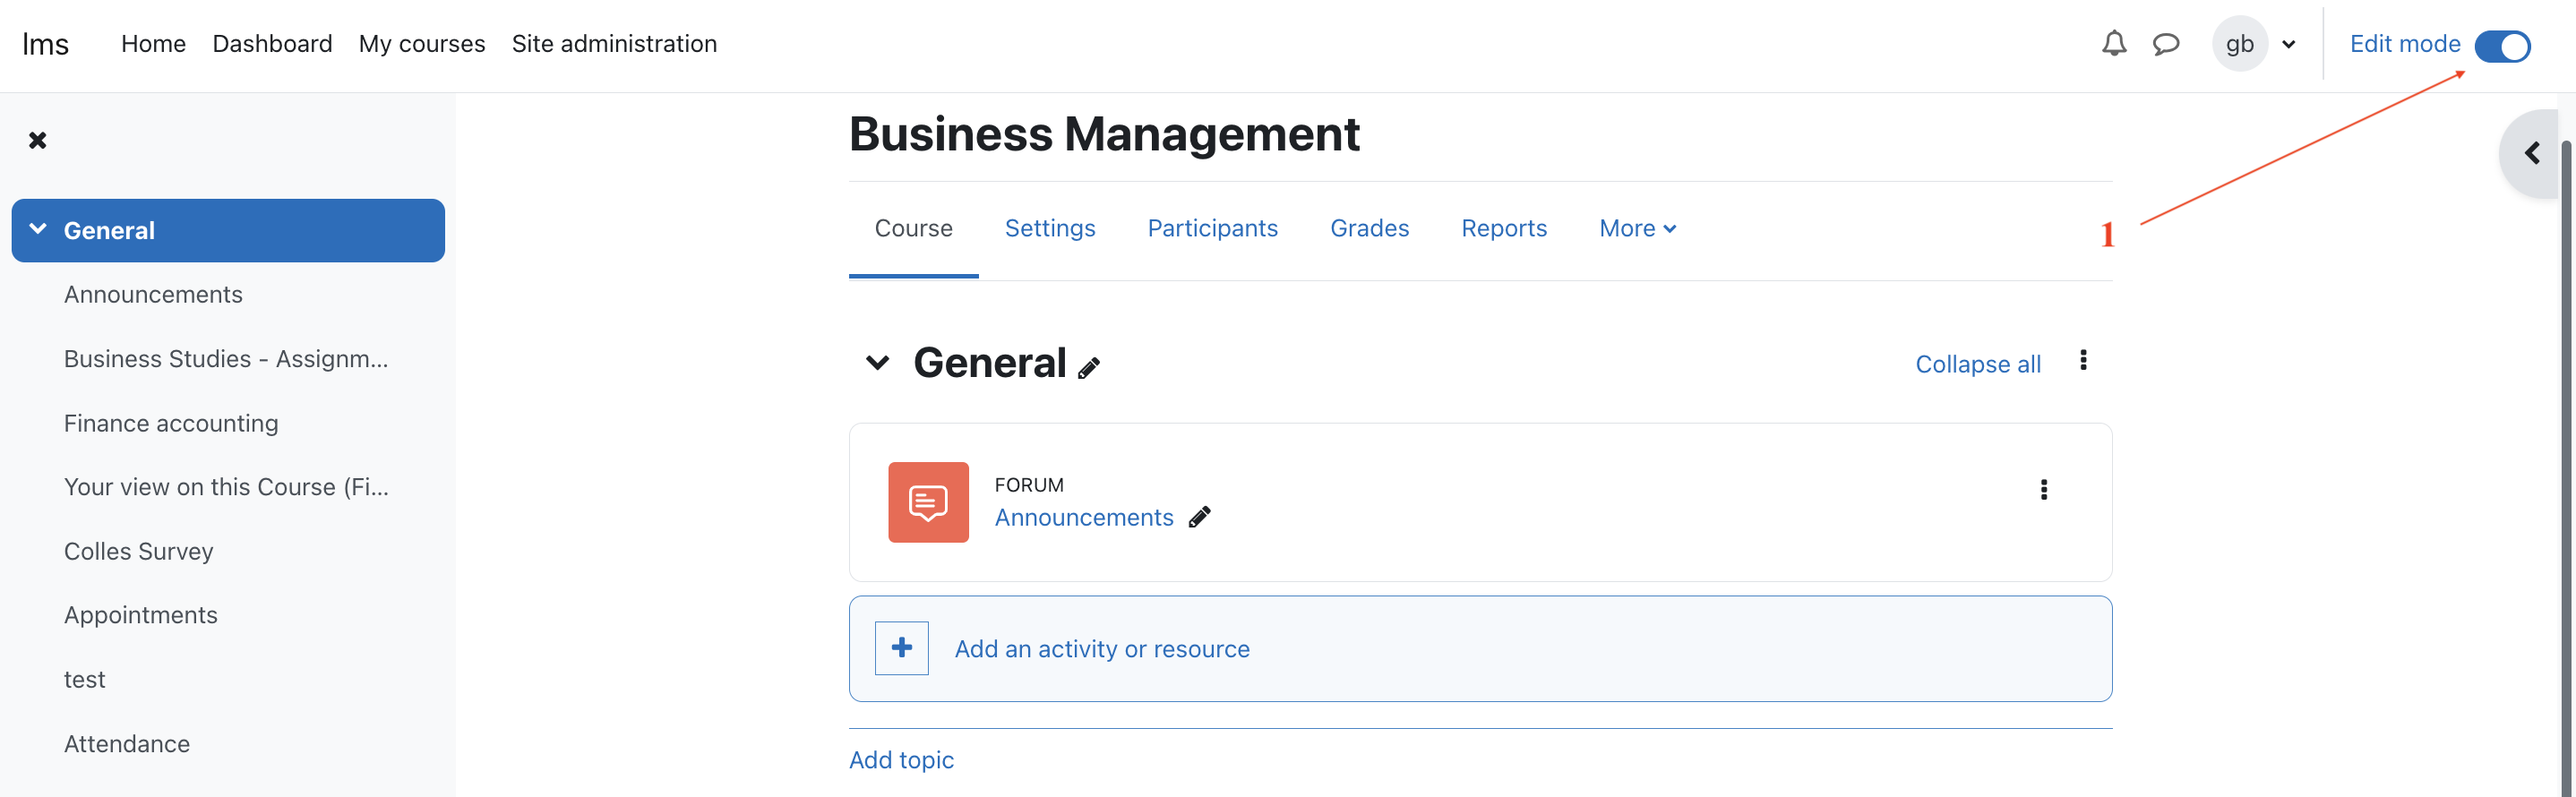 lms Home Dashboard My courses Site administration gb Edit mode
Business Management
Course Settings Participants Grades Reports More
1
General
Announcements
Business Studies - Assignm...
Finance accounting
Your view on this Course (Fi...
Colles Survey
Appointments
test
Attendance
General Collapse all
FORUM
Announcements
Add an activity or resource
Add topic